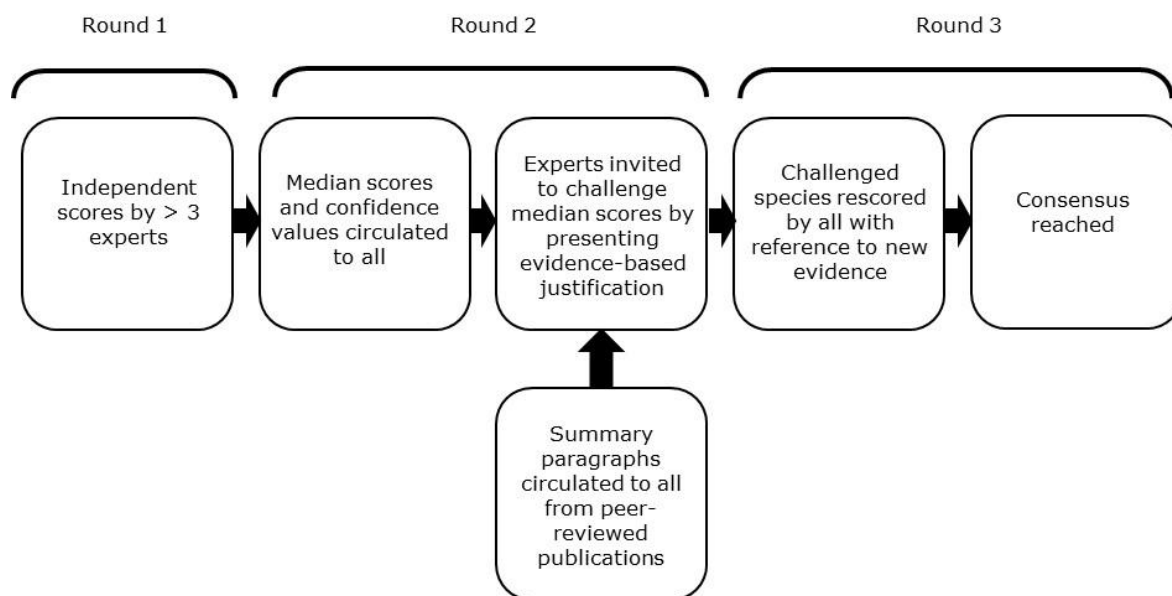 Round 1
Round 2
Round 3
Independent
scores by > 3
experts
Median scores
and confidence
values circulated
to all
Experts invited
to challenge
median scores by
presenting
evidence-based
justification
Challenged
species rescored
by all with
reference to new
evidence
Consensus
reached
Summary
paragraphs
circulated to all
from peer-
reviewed
publications